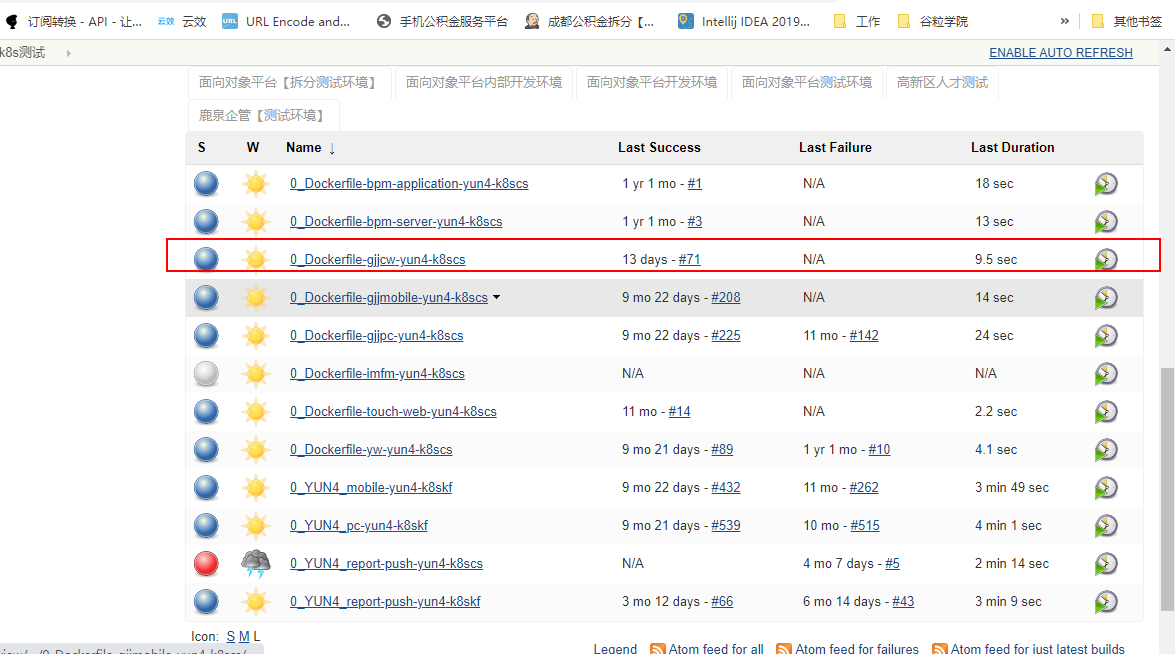 订阅转换 - API - 让... 云效 云效 URL URL Encode and... 手机公积金服务平台 成都公积金拆分【... Intellij IDEA 2019... 工作 谷粒学院 » 其他书签
k8s测试 ENABLE AUTO REFRESH
面向对象平台【拆分测试环境】 面向对象平台内部开发环境 面向对象平台开发环境 面向对象平台测试环境 高新区人才测试
鹿泉企管【测试环境】
S W Name ↓ Last Success Last Failure Last Duration
0_Dockerfile-bpm-application-yun4-k8scs 1 yr 1 mo - #1 N/A 18 sec
0_Dockerfile-bpm-server-yun4-k8scs 1 yr 1 mo - #3 N/A 13 sec
0_Dockerfile-gjjcw-yun4-k8scs 13 days - #71 N/A 9.5 sec
0_Dockerfile-gjjmobile-yun4-k8scs 9 mo 22 days - #208 N/A 14 sec
0_Dockerfile-gjjpc-yun4-k8scs 9 mo 22 days - #225 11 mo - #142 24 sec
0_Dockerfile-imfm-yun4-k8scs N/A N/A N/A
0_Dockerfile-touch-web-yun4-k8scs 11 mo - #14 N/A 2.2 sec
0_Dockerfile-yw-yun4-k8scs 9 mo 21 days - #89 1 yr 1 mo - #10 4.1 sec
0_YUN4_mobile-yun4-k8skf 9 mo 22 days - #432 11 mo - #262 3 min 49 sec
0_YUN4_pc-yun4-k8skf 9 mo 21 days - #539 10 mo - #515 4 min 1 sec
0_YUN4_report-push-yun4-k8scs N/A 4 mo 7 days - #5 2 min 14 sec
0_YUN4_report-push-yun4-k8skf 3 mo 12 days - #66 6 mo 14 days - #43 3 min 9 sec
Icon: S M L
Legend Atom feed for all Atom feed for failures Atom feed for just latest builds